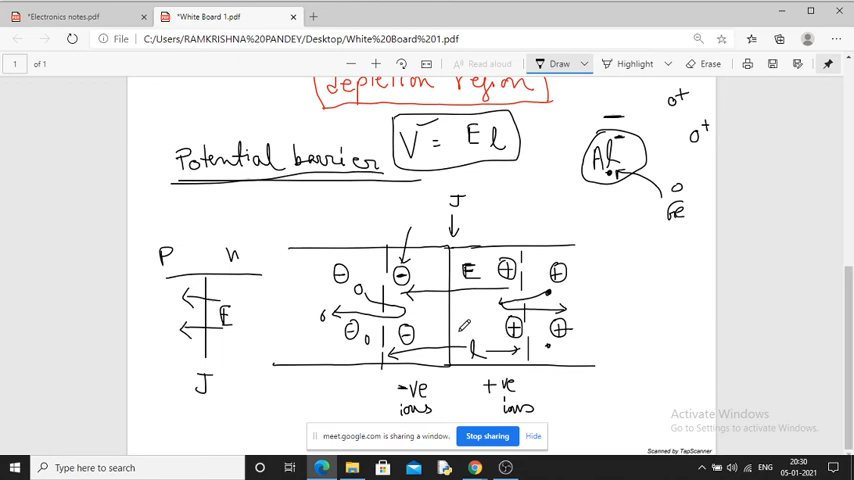 *Electronics notes.pdf
*White Board 1.pdf
File
C:/Users/RAMKRISHNA%20PANDEY/Desktop/White%20Board%201.pdf
1 of 1
Read aloud
Draw
Highlight
Erase
depletion region
Potential barrier
V = E l
Al
Ge
J
P n
E
J
E
l
-ve ions
+ve ions
Activate Windows
Go to Settings to activate Windows.
meet.google.com is sharing a window.
Stop sharing
Hide
Scanned by TapScanner
Type here to search
ENG
20:30
05-01-2021